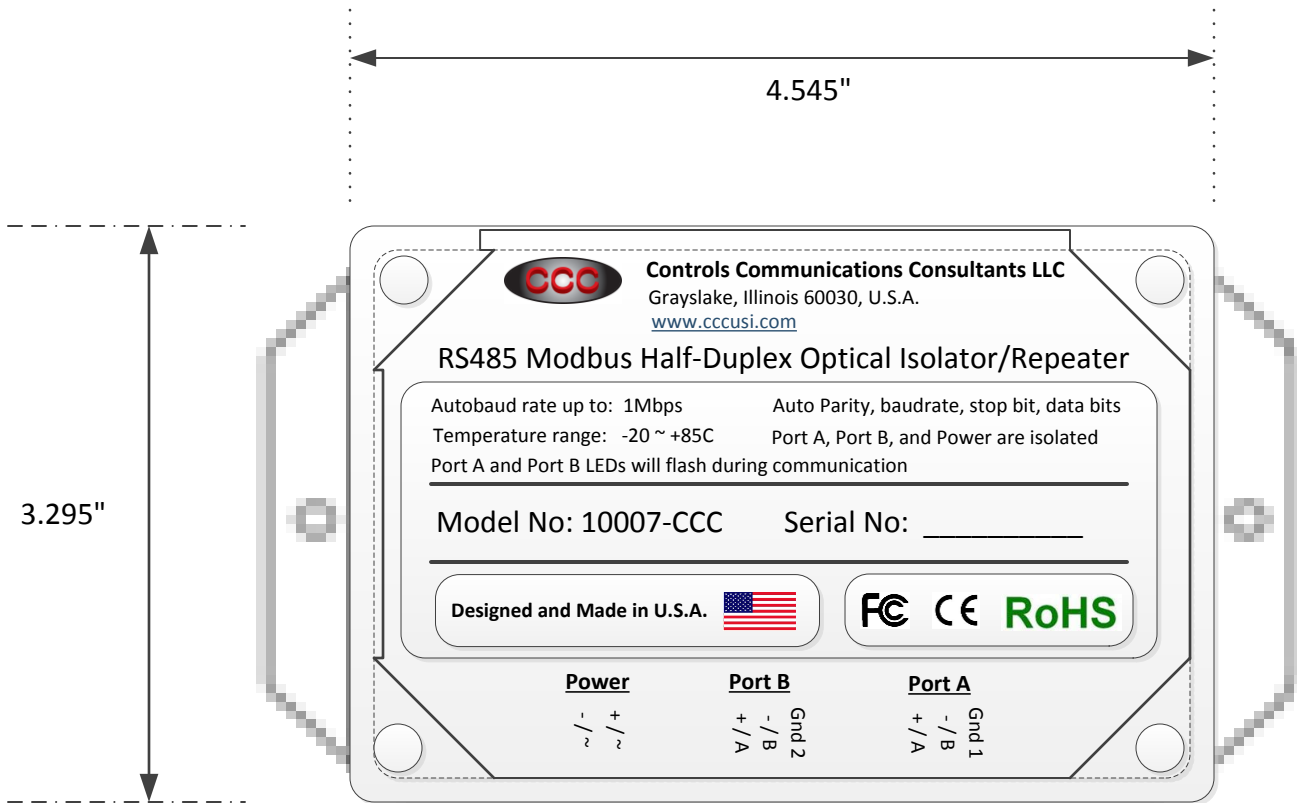 4.545"
CCC
Controls Communications Consultants LLC
Grayslake, Illinois 60030, U.S.A.
www.cccusi.com
RS485 Modbus Half-Duplex Optical Isolator/Repeater
Autobaud rate up to: 1Mbps Auto Parity, baudrate, stop bit, data bits
Temperature range: -20 ~ +85C Port A, Port B, and Power are isolated
Port A and Port B LEDs will flash during communication
3.295"
Model No: 10007-CCC Serial No: __________
Designed and Made in U.S.A. FC CE RoHS
Power Port B Port A
- / ~
+ / ~
+ / A
- / B
Gnd 2
+ / A
- / B
Gnd 1